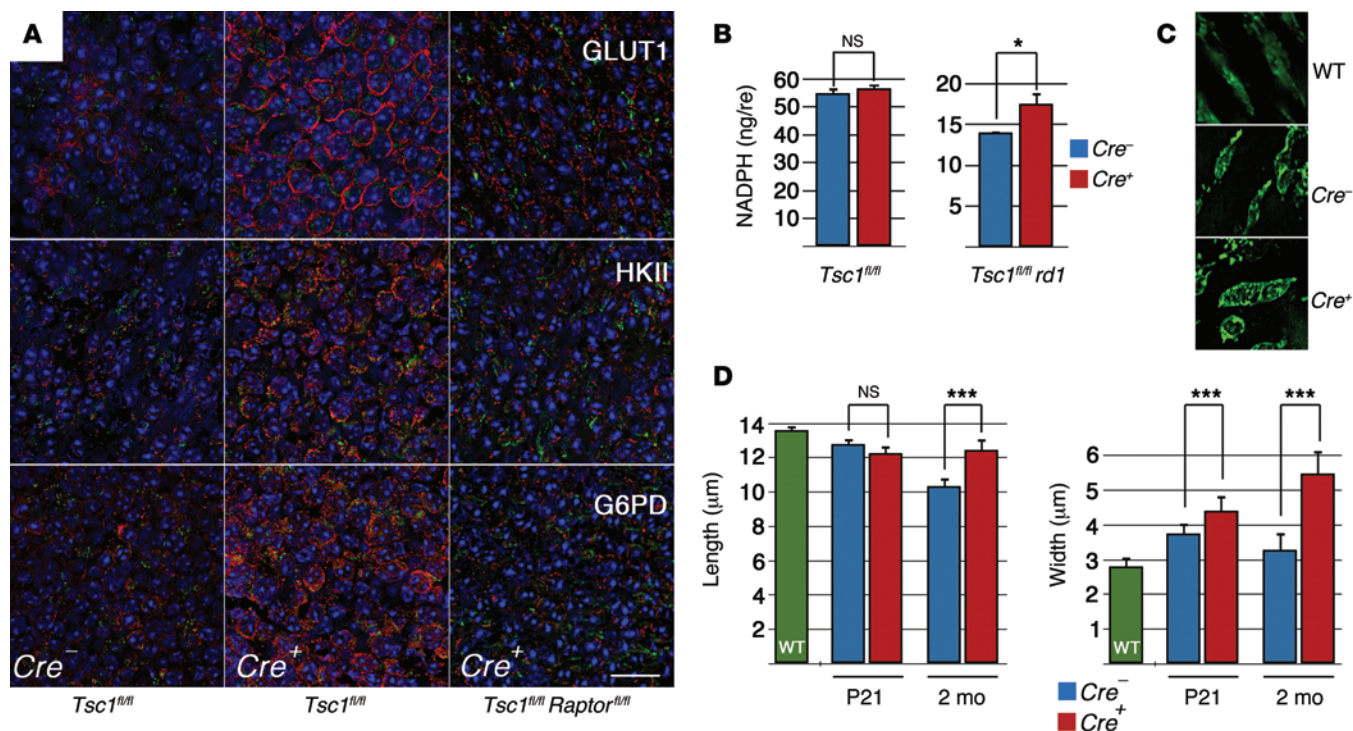 A
GLUT1
HKII
G6PD
Cre⁻
Cre⁺
Cre⁺
Tsc1fl/fl
Tsc1fl/fl
Tsc1fl/fl Raptorfl/fl
B
NS
*
60
50
40
30
20
10
NADPH (ng/re)
20
15
10
5
Cre⁻
Cre⁺
Tsc1fl/fl
Tsc1fl/fl rd1
C
WT
Cre⁻
Cre⁺
D
NS
***
14
12
10
8
6
4
2
Length (µm)
WT
P21
2 mo
***
***
6
5
4
3
2
1
Width (µm)
WT
P21
2 mo
Cre⁻
Cre⁺